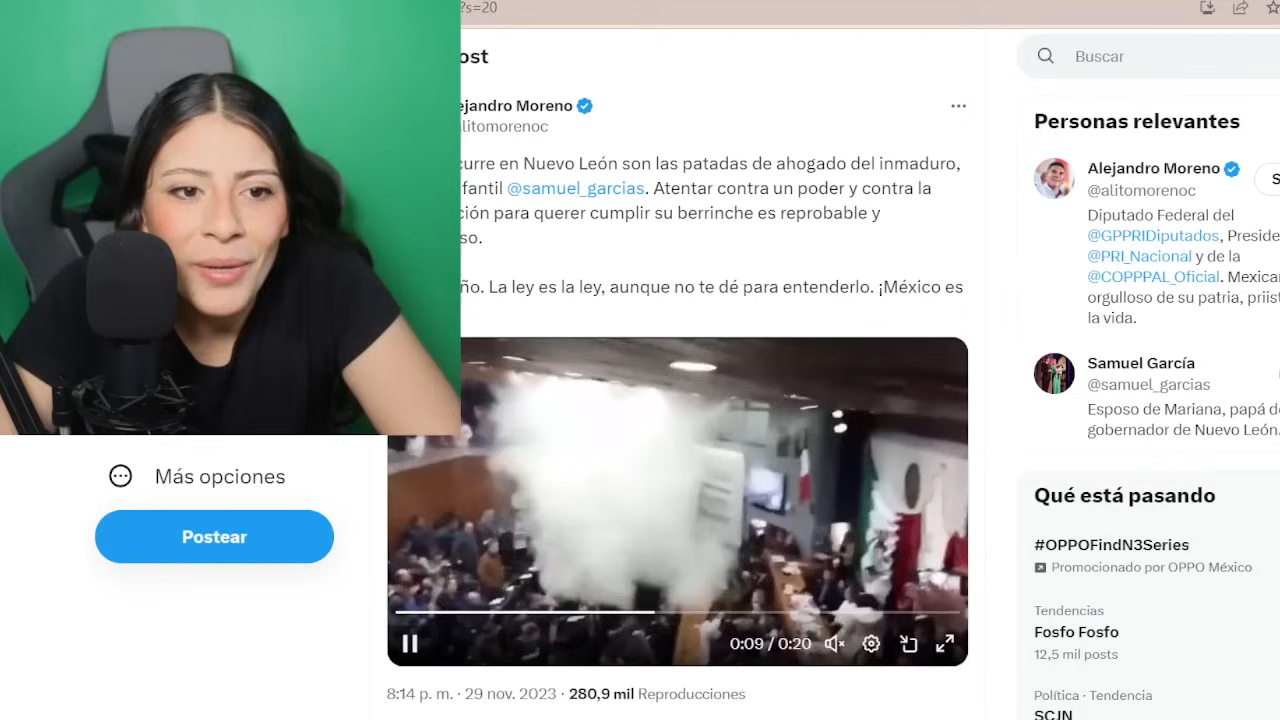 ?s=20
ost
ejandro Moreno
litomorenoc
curre en Nuevo León son las patadas de ahogado del inmaduro,
fantil @samuel_garcias. Atentar contra un poder y contra la
ción para querer cumplir su berrinche es reprobable y
so.
ño. La ley es la ley, aunque no te dé para entenderlo. ¡México es
0:09 / 0:20
8:14 p. m. · 29 nov. 2023 · 280,9 mil Reproducciones
Más opciones
Postear
Buscar
Personas relevantes
Alejandro Moreno
@alitomorenoc
S
Diputado Federal del
@GPPRIDiputados, Preside
@PRI_Nacional y de la
@COPPPAL_Oficial. Mexica
orgulloso de su patria, priis
la vida.
Samuel García
@samuel_garcias
Esposo de Mariana, papá d
gobernador de Nuevo León.
Qué está pasando
#OPPOFindN3Series
Promocionado por OPPO México
Tendencias
Fosfo Fosfo
12,5 mil posts
Política · Tendencia
SCJN